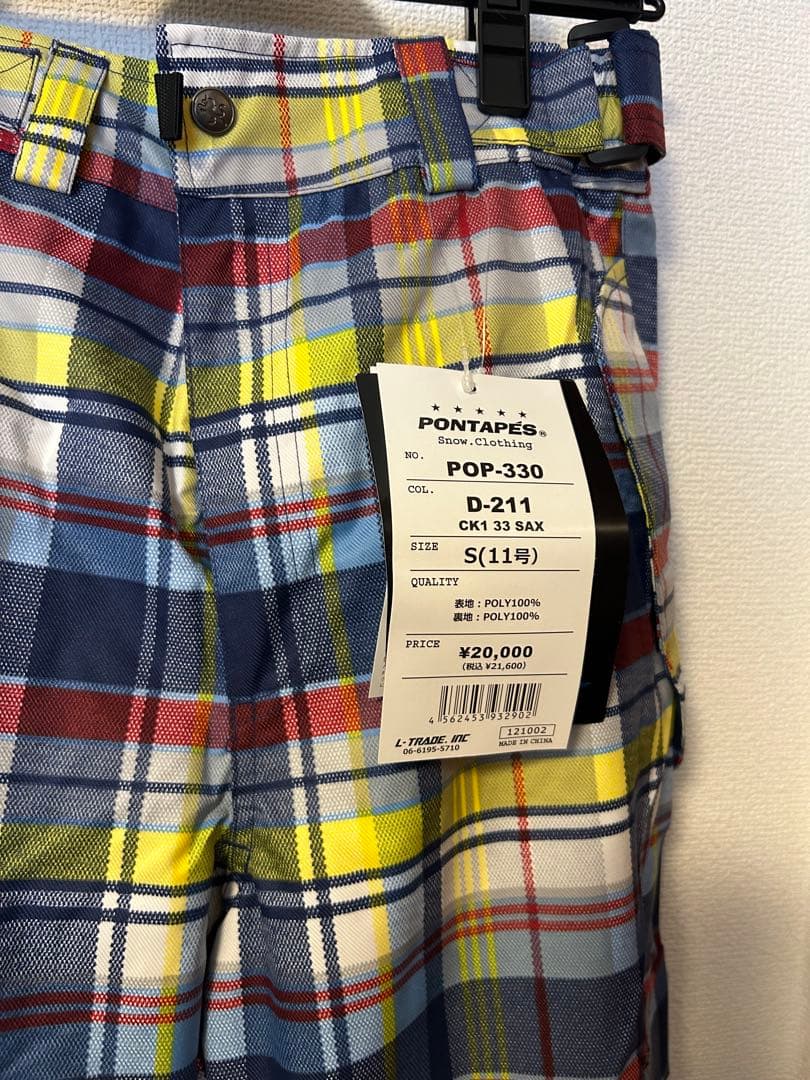 ★ ★ ★ ★ ★
PONTAPÉS®
Snow.Clothing
NO.
POP-330
COL.
D-211
CK1 33 SAX
SIZE
S(11号)
QUALITY
表地：POLY100%
裏地：POLY100%
PRICE
¥20,000
(税込 ¥21,600)
4 562453 932902
L-TRADE. INC
121002
06-6195-5710
MADE IN CHINA